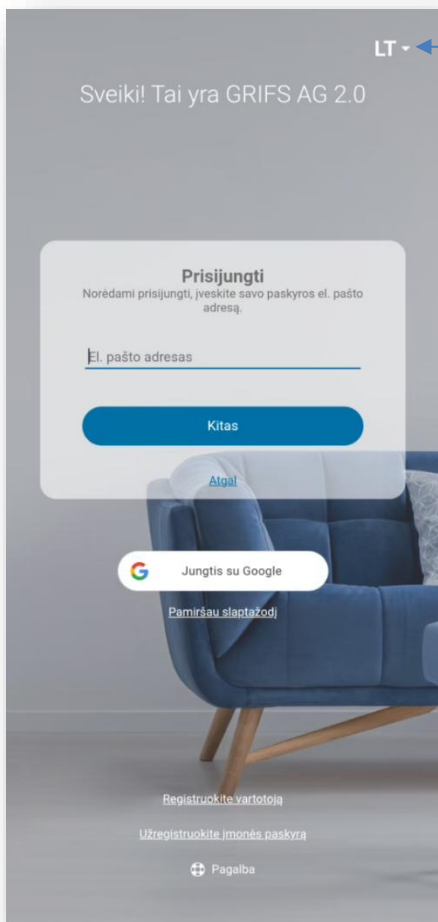 LT
Sveiki! Tai yra GRIFS AG 2.0
Prisijungti
Norėdami prisijungti, įveskite savo paskyros el. pašto
adresą.
El. pašto adresas
Kitas
Atgal
Jungtis su Google
Pamiršau slaptažodį
Registruokite vartotoją
Užregistruokite įmonės paskyrą
Pagalba